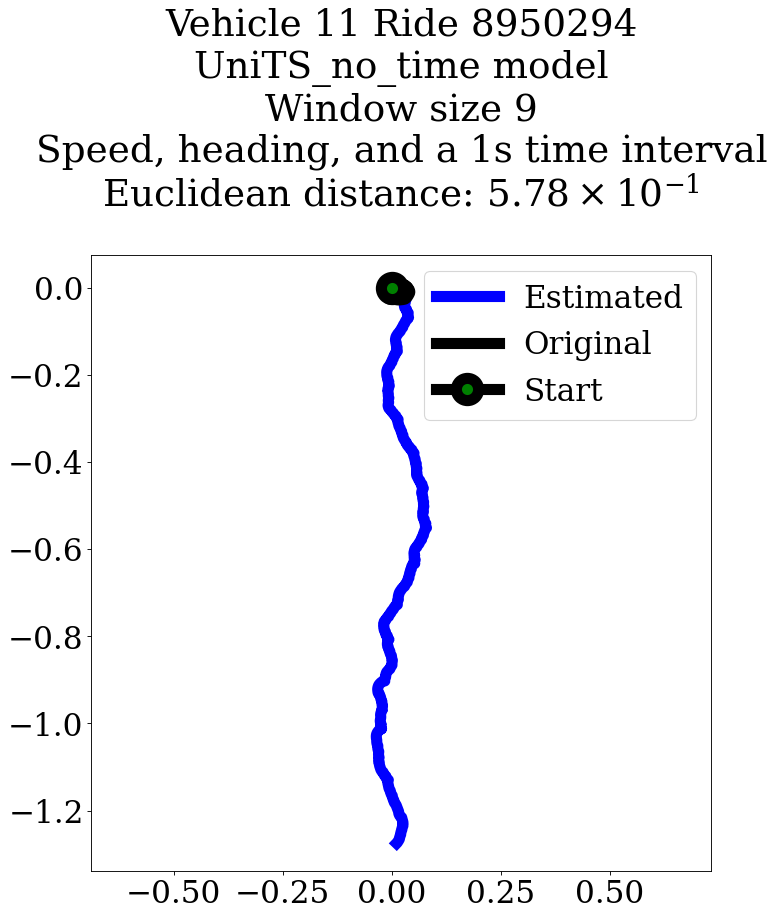 Vehicle 11 Ride 8950294
UniTS_no_time model
Window size 9
Speed, heading, and a 1s time interval
Euclidean distance: 5.78 × 10⁻¹
Estimated
Original
Start
0.0
−0.2
−0.4
−0.6
−0.8
−1.0
−1.2
−0.50 −0.25 0.00 0.25 0.50